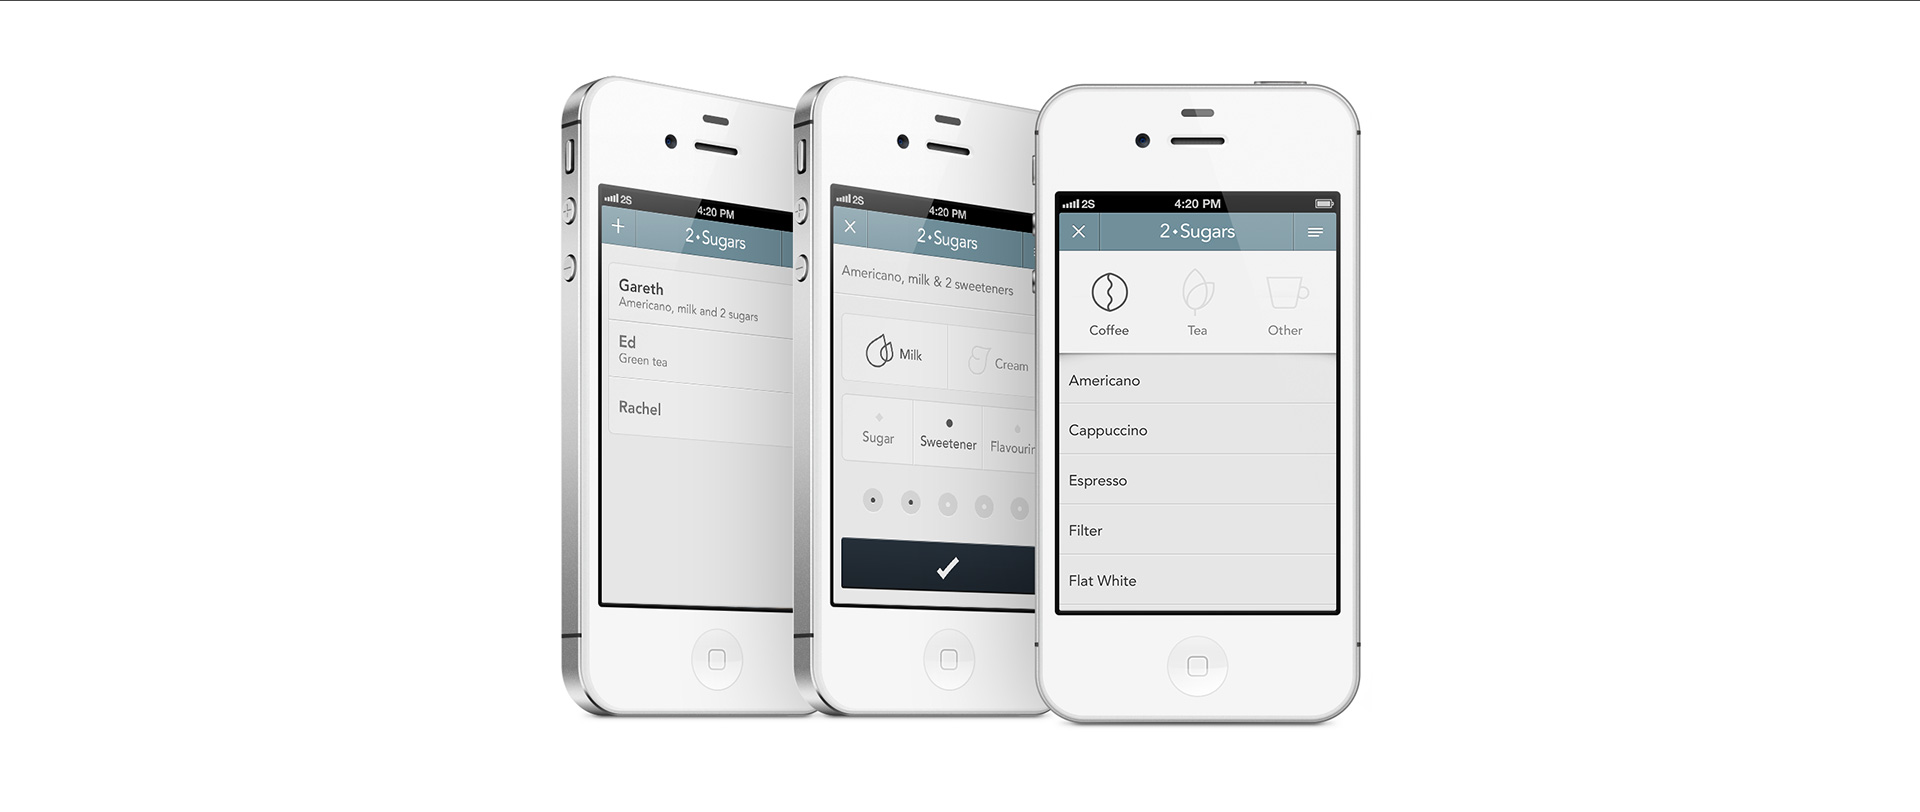 2S
4:20 PM
2•Sugars
Gareth
Americano, milk and 2 sugars
Ed
Green tea
Rachel
2S
4:20 PM
2•Sugars
Americano, milk & 2 sweeteners
Milk
Cream
Sugar
Sweetener
Flavourin
2S
4:20 PM
2•Sugars
Coffee
Tea
Other
Americano
Cappuccino
Espresso
Filter
Flat White